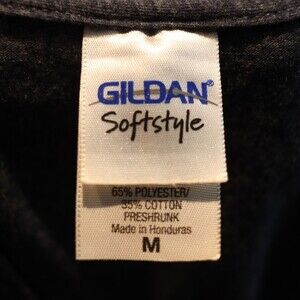 GILDAN®
Softstyle
65% POLYESTER/
35% COTTON
PRESHRUNK
Made in Honduras
M